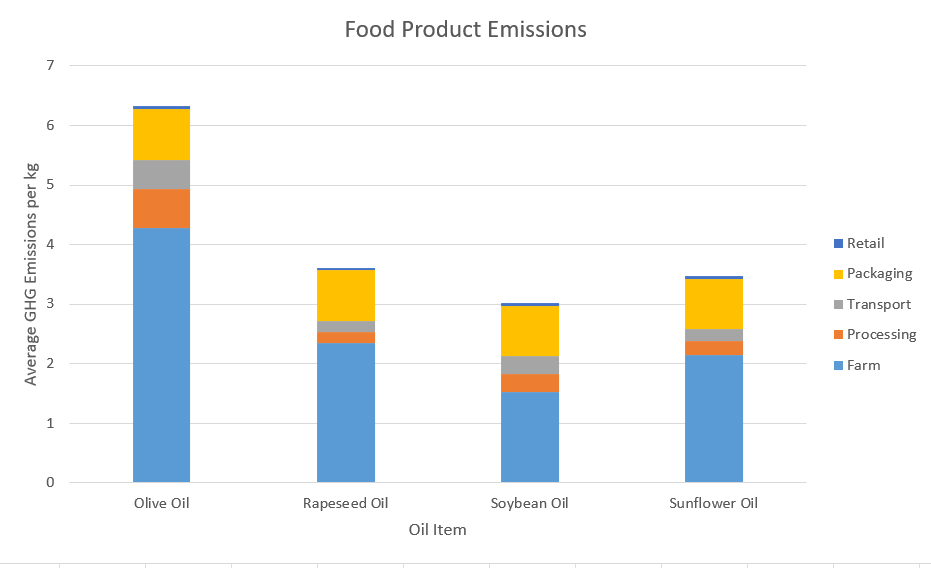 Food Product Emissions
Average GHG Emissions per kg
7
6
5
4
3
2
1
0
Olive Oil
Rapeseed Oil
Soybean Oil
Sunflower Oil
Oil Item
Retail
Packaging
Transport
Processing
Farm